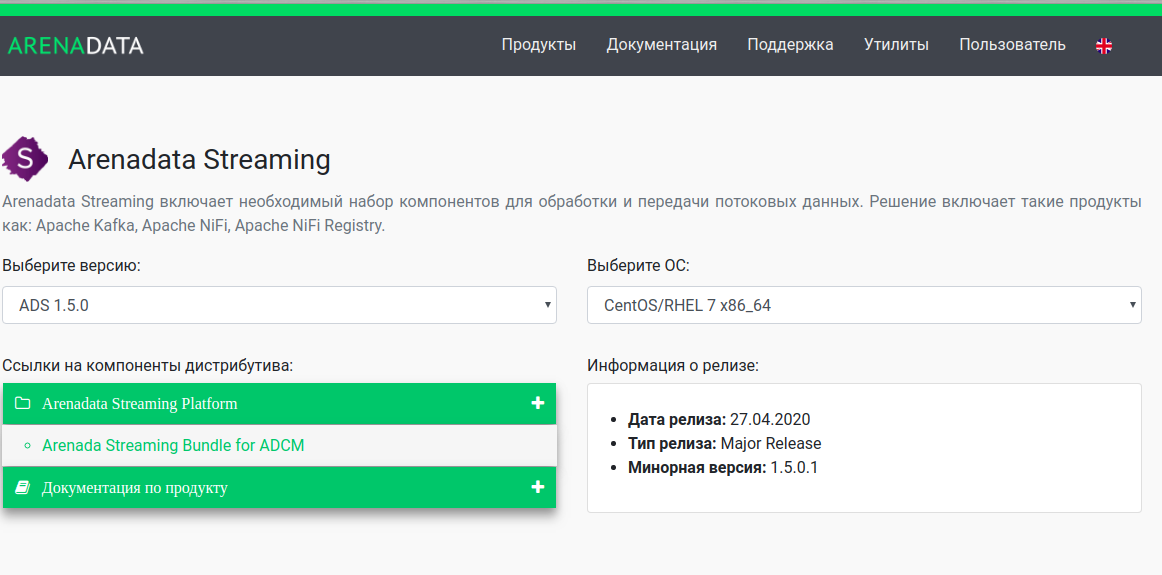 ARENADATA
Продукты Документация Поддержка Утилиты Пользователь
S
Arenadata Streaming
Arenadata Streaming включает необходимый набор компонентов для обработки и передачи потоковых данных. Решение включает такие продукты
как: Apache Kafka, Apache NiFi, Apache NiFi Registry.
Выберите версию:
ADS 1.5.0
Выберите ОС:
CentOS/RHEL 7 x86_64
Ссылки на компоненты дистрибутива:
Arenadata Streaming Platform
Arenada Streaming Bundle for ADCM
Документация по продукту
Информация о релизе:
Дата релиза: 27.04.2020
Тип релиза: Major Release
Минорная версия: 1.5.0.1